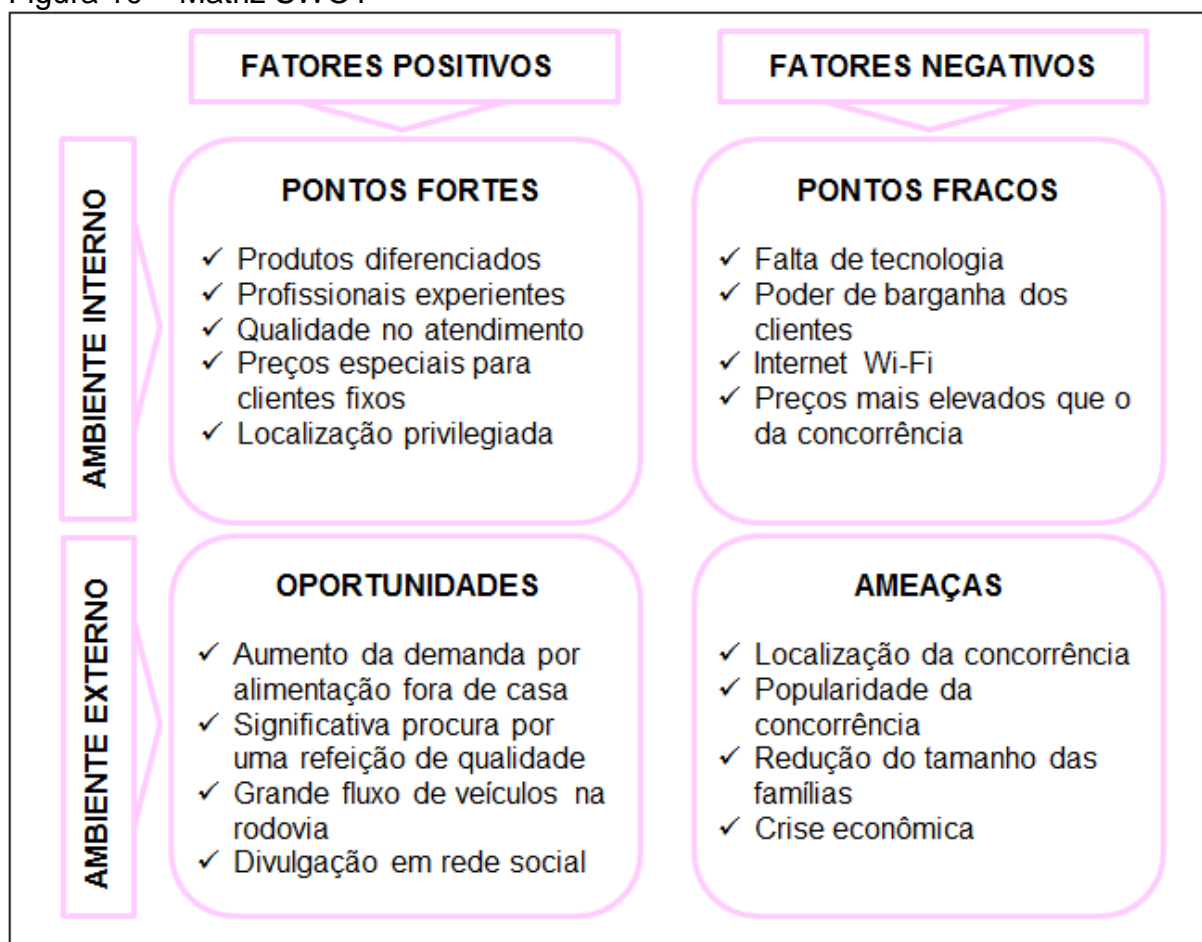 Figura 10 – Matriz SWOT
FATORES POSITIVOS
FATORES NEGATIVOS
AMBIENTE INTERNO
PONTOS FORTES
✓ Produtos diferenciados
✓ Profissionais experientes
✓ Qualidade no atendimento
✓ Preços especiais para
clientes fixos
✓ Localização privilegiada
PONTOS FRACOS
✓ Falta de tecnologia
✓ Poder de barganha dos
clientes
✓ Internet Wi-Fi
✓ Preços mais elevados que o
da concorrência
AMBIENTE EXTERNO
OPORTUNIDADES
✓ Aumento da demanda por
alimentação fora de casa
✓ Significativa procura por
uma refeição de qualidade
✓ Grande fluxo de veículos na
rodovia
✓ Divulgação em rede social
AMEAÇAS
✓ Localização da concorrência
✓ Popularidade da
concorrência
✓ Redução do tamanho das
famílias
✓ Crise econômica